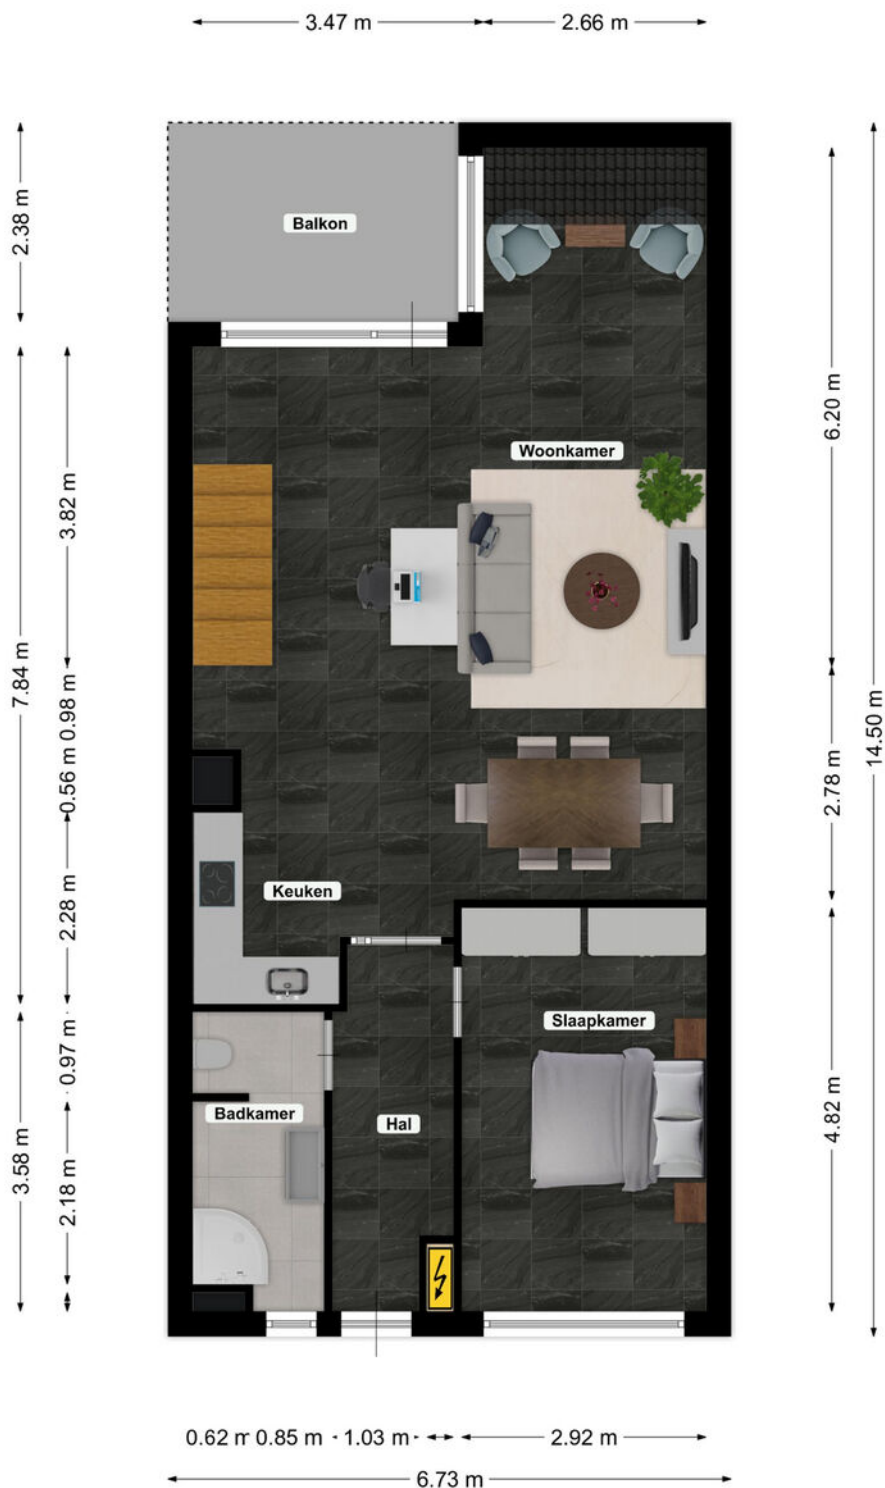 3.47 m
2.66 m
2.38 m
Balkon
6.20 m
Woonkamer
3.82 m
7.84 m
14.50 m
0.98 m
0.56 m
2.78 m
Keuken
2.28 m
Slaapkamer
0.97 m
Badkamer
Hal
4.82 m
3.58 m
2.18 m
0.62 m
0.85 m
1.03 m
2.92 m
6.73 m